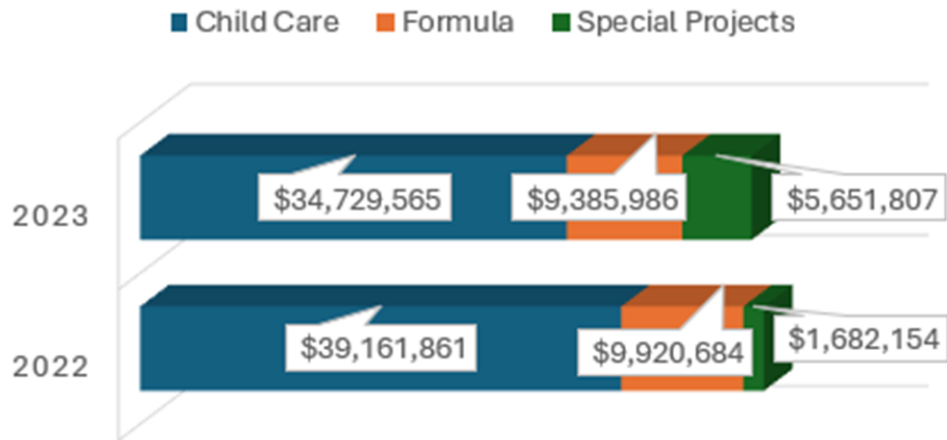 Child Care Formula Special Projects
2023
$34,729,565 $9,385,986 $5,651,807
2022
$39,161,861 $9,920,684 $1,682,154